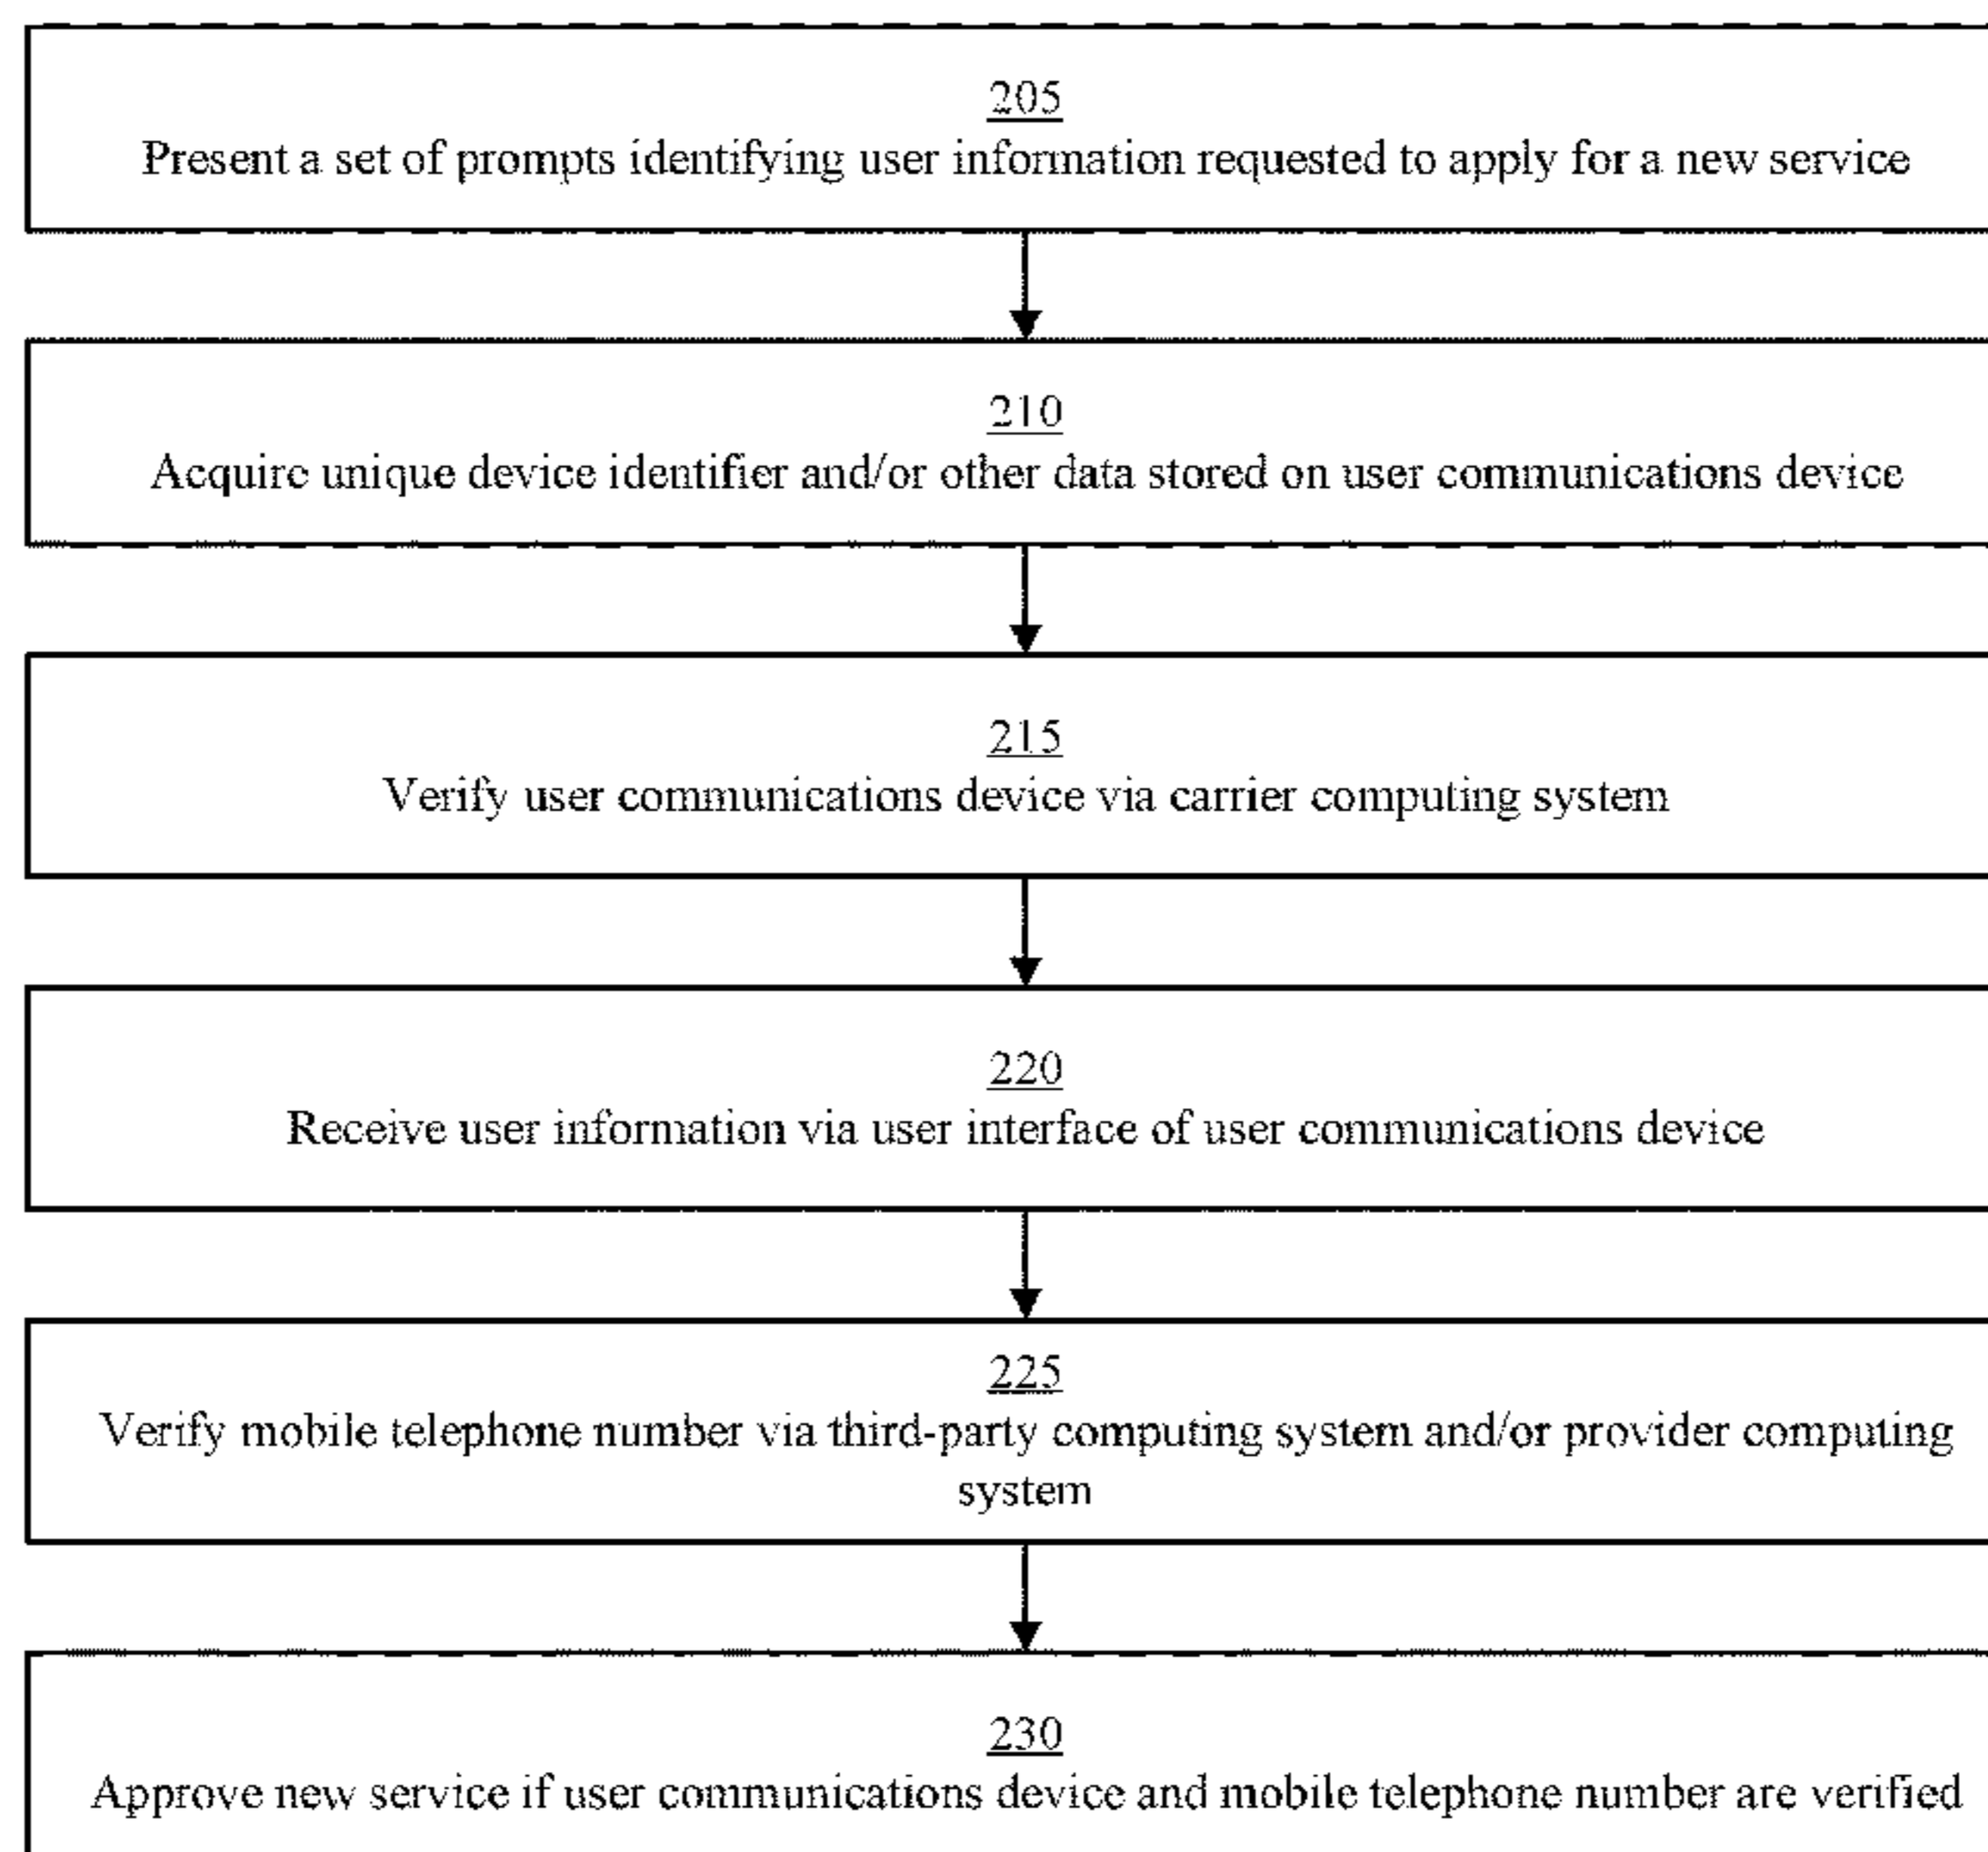 205
Present a set of prompts identifying user information requested to apply for a new service
210
Acquire unique device identifier and/or other data stored on user communications device
215
Verify user communications device via carrier computing system
220
Receive user information via user interface of user communications device
225
Verify mobile telephone number via third-party computing system and/or provider computing
system
230
Approve new service if user communications device and mobile telephone number are verified